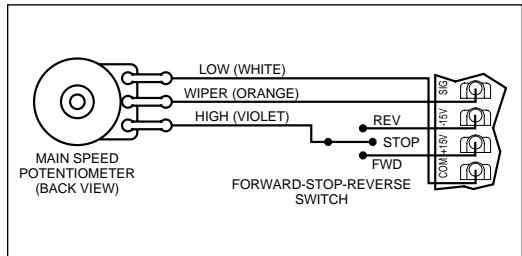 LOW (WHITE)
WIPER (ORANGE)
HIGH (VIOLET)
REV
STOP
FWD
MAIN SPEED
POTENTIOMETER
(BACK VIEW)
FORWARD-STOP-REVERSE
SWITCH
SIG
-15V
+15V
COM